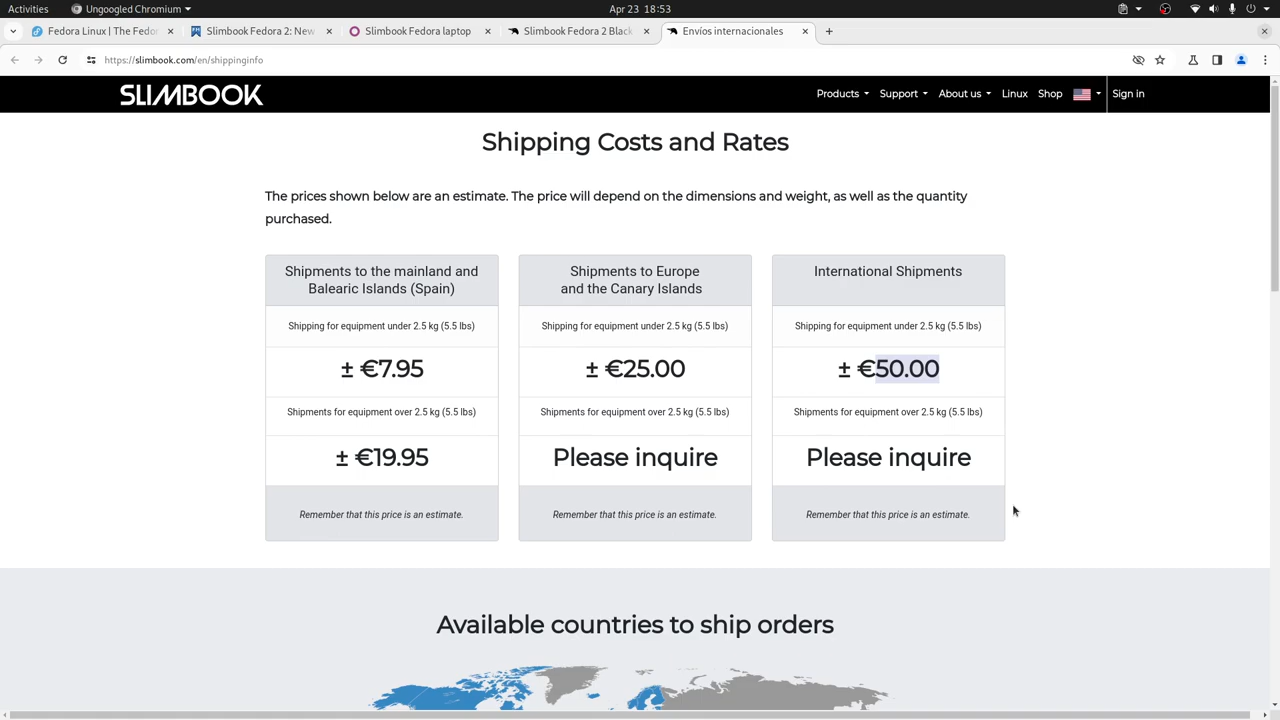 Activities
Ungoogled Chromium
Apr 23 18:53
Fedora Linux | The Fedor
Slimbook Fedora 2: New
Slimbook Fedora laptop
Slimbook Fedora 2 Black
Envíos internacionales
https://slimbook.com/en/shippinginfo
SLIMBOOK
Products
Support
About us
Linux
Shop
Sign in
Shipping Costs and Rates
The prices shown below are an estimate. The price will depend on the dimensions and weight, as well as the quantity
purchased.
Shipments to the mainland and
Balearic Islands (Spain)
Shipping for equipment under 2.5 kg (5.5 lbs)
± €7.95
Shipments for equipment over 2.5 kg (5.5 lbs)
± €19.95
Remember that this price is an estimate.
Shipments to Europe
and the Canary Islands
Shipping for equipment under 2.5 kg (5.5 lbs)
± €25.00
Shipments for equipment over 2.5 kg (5.5 lbs)
Please inquire
Remember that this price is an estimate.
International Shipments
Shipping for equipment under 2.5 kg (5.5 lbs)
± €50.00
Shipments for equipment over 2.5 kg (5.5 lbs)
Please inquire
Remember that this price is an estimate.
Available countries to ship orders